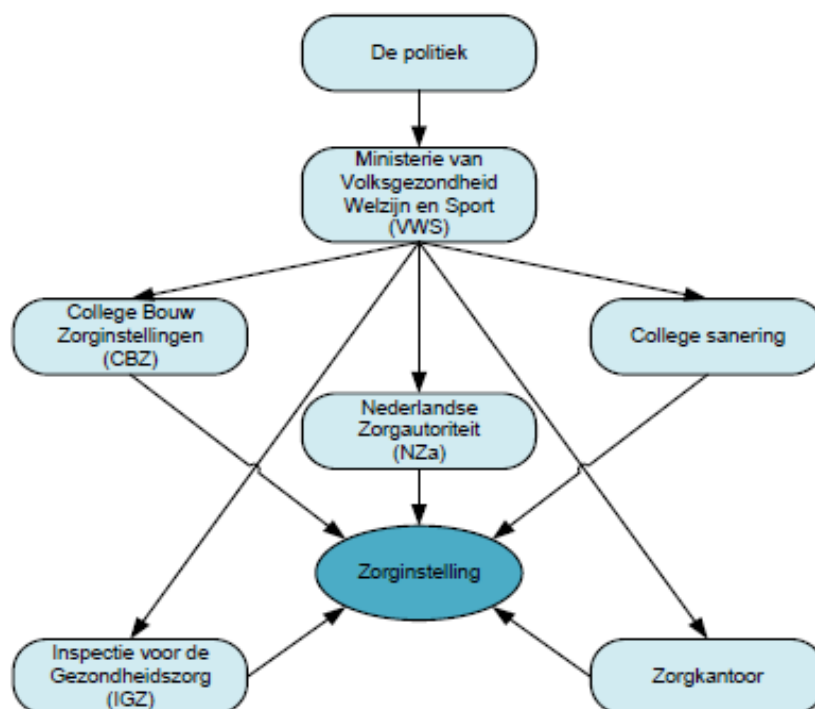 De politiek
Ministerie van
Volksgezondheid
Welzijn en Sport
(VWS)
College Bouw
Zorginstellingen
(CBZ)
College sanering
Nederlandse
Zorgautoriteit
(NZa)
Zorginstelling
Inspectie voor de
Gezondheidszorg
(IGZ)
Zorgkantoor